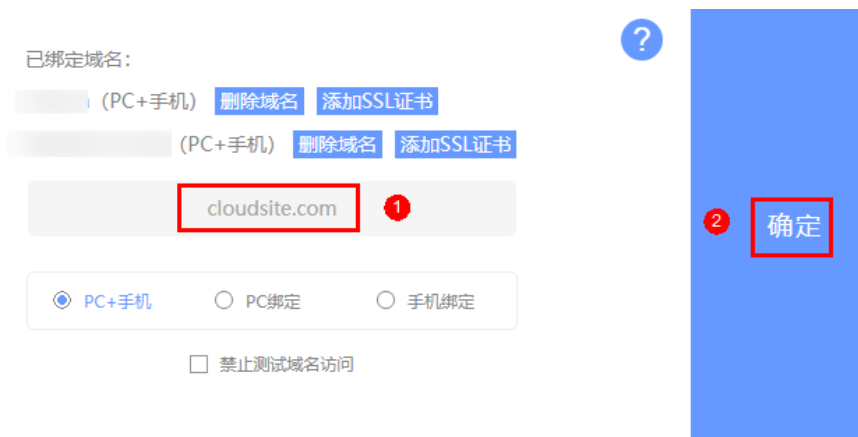 ?
已绑定域名:
(PC+手机) 删除域名 添加SSL证书
(PC+手机) 删除域名 添加SSL证书
cloudsite.com 1
2 确定
PC+手机 PC绑定 手机绑定
禁止测试域名访问